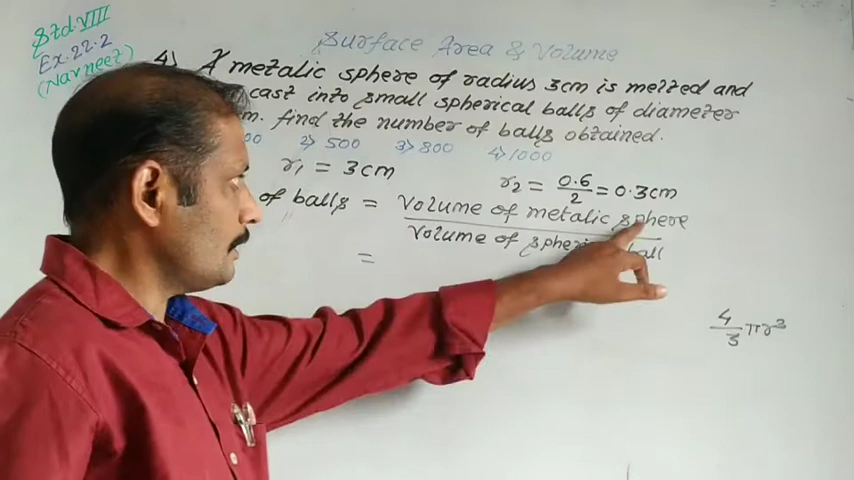 Std.VIII
Ex.22.2
(Navneet)
Surface Area & Volume
4) A metalic sphere of radius 3cm is melted and
cast into small spherical balls of diameter
m. find the number of balls obtained.
00 2) 500 3) 800 4) 1000
r1 = 3cm r2 = 0.6/2 = 0.3cm
of balls = volume of metalic sphere
volume of spheri ball
=
4/3 πr³